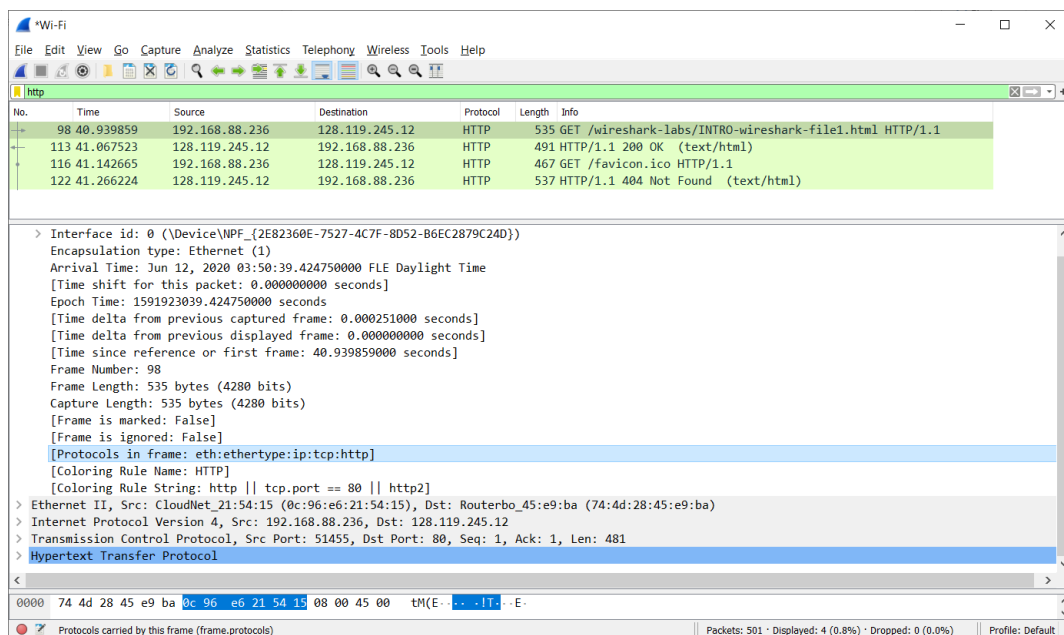 *Wi-Fi
File Edit View Go Capture Analyze Statistics Telephony Wireless Tools Help
http
No. Time Source Destination Protocol Length Info
98 40.939859 192.168.88.236 128.119.245.12 HTTP 535 GET /wireshark-labs/INTRO-wireshark-file1.html HTTP/1.1
113 41.067523 128.119.245.12 192.168.88.236 HTTP 491 HTTP/1.1 200 OK (text/html)
116 41.142665 192.168.88.236 128.119.245.12 HTTP 467 GET /favicon.ico HTTP/1.1
122 41.266224 128.119.245.12 192.168.88.236 HTTP 537 HTTP/1.1 404 Not Found (text/html)
> Interface id: 0 (\Device\NPF_{2E82360E-7527-4C7F-8D52-B6EC2879C24D})
Encapsulation type: Ethernet (1)
Arrival Time: Jun 12, 2020 03:50:39.424750000 FLE Daylight Time
[Time shift for this packet: 0.000000000 seconds]
Epoch Time: 1591923039.424750000 seconds
[Time delta from previous captured frame: 0.000251000 seconds]
[Time delta from previous displayed frame: 0.000000000 seconds]
[Time since reference or first frame: 40.939859000 seconds]
Frame Number: 98
Frame Length: 535 bytes (4280 bits)
Capture Length: 535 bytes (4280 bits)
[Frame is marked: False]
[Frame is ignored: False]
[Protocols in frame: eth:ethertype:ip:tcp:http]
[Coloring Rule Name: HTTP]
[Coloring Rule String: http || tcp.port == 80 || http2]
> Ethernet II, Src: CloudNet_21:54:15 (0c:96:e6:21:54:15), Dst: Routerbo_45:e9:ba (74:4d:28:45:e9:ba)
> Internet Protocol Version 4, Src: 192.168.88.236, Dst: 128.119.245.12
> Transmission Control Protocol, Src Port: 51455, Dst Port: 80, Seq: 1, Ack: 1, Len: 481
> Hypertext Transfer Protocol
0000 74 4d 28 45 e9 ba 0c 96 e6 21 54 15 08 00 45 00 tM(E·····!T···E·
Protocols carried by this frame (frame.protocols) Packets: 501 · Displayed: 4 (0.8%) · Dropped: 0 (0.0%) Profile: Default